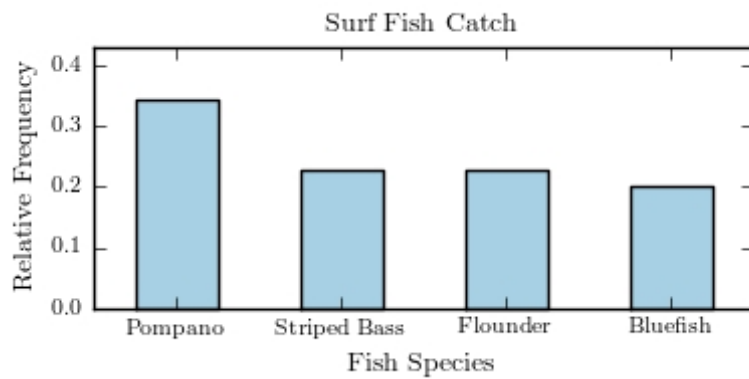 Surf Fish Catch
Relative Frequency
0.4
0.3
0.2
0.1
0.0
Pompano Striped Bass Flounder Bluefish
Fish Species